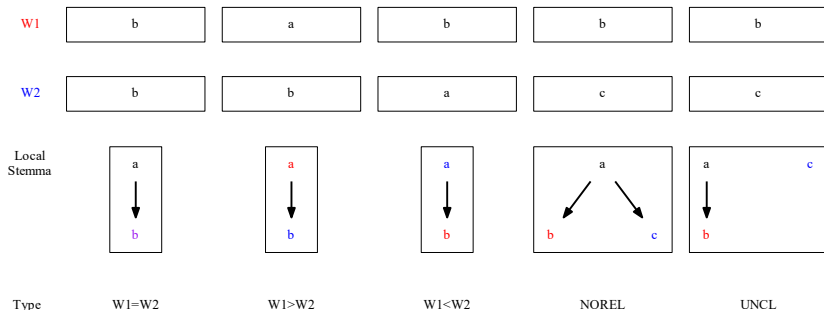 W1 b a b b b
W2 b b a c c
Local
Stemma
a a a a a c
b b b b c b
Type W1=W2 W1>W2 W1<W2 NOREL UNCL